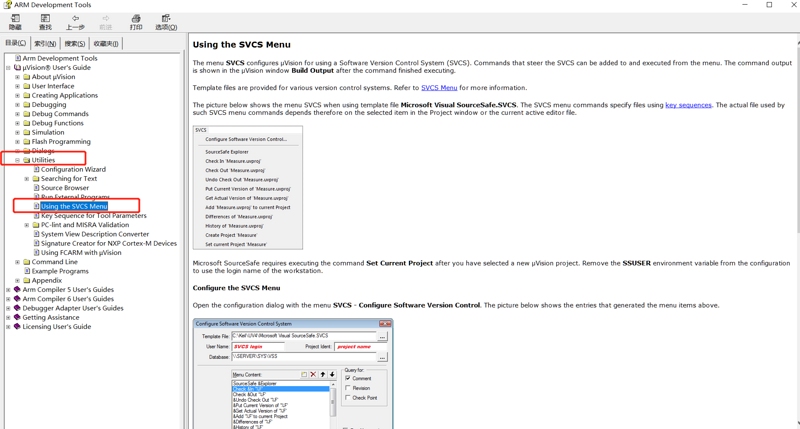 ARM Development Tools
隐藏
查找
上一步
前进
打印
选项(O)
目录(C)
索引(N)
搜索(S)
收藏夹(I)
Arm Development Tools
µVision® User's Guide
About µVision
User Interface
Creating Applications
Debugging
Debug Commands
Debug Functions
Simulation
Flash Programming
Dialogs
Utilities
Configuration Wizard
Searching for Text
Source Browser
Run External Programs
Using the SVCS Menu
Key Sequence for Tool Parameters
PC-lint and MISRA Validation
System View Description Converter
Signature Creator for NXP Cortex-M Devices
Using FCARM with µVision
Command Line
Example Programs
Appendix
Arm Compiler 5 User's Guides
Arm Compiler 6 User's Guides
Debugger Adapter User's Guides
Getting Assistance
Licensing User's Guide
Using the SVCS Menu
The menu SVCS configures µVision for using a Software Version Control System (SVCS). Commands that steer the SVCS can be added to and executed from the menu. The command output
is shown in the µVision window Build Output after the command finished executing.
Template files are provided for various version control systems. Refer to SVCS Menu for more information.
The picture below shows the menu SVCS when using template file Microsoft Visual SourceSafe.SVCS. The SVCS menu commands specify files using key sequences. The actual file used by
such SVCS menu commands depends therefore on the selected item in the Project window or the current active editor file.
SVCS
Configure Software Version Control...
SourceSafe Explorer
Check In 'Measure.uvproj'
Check Out 'Measure.uvproj'
Undo Check Out 'Measure.uvproj'
Put Current Version of 'Measure.uvproj'
Get Actual Version of 'Measure.uvproj'
Add 'Measure.uvproj' to current Project
Differences of 'Measure.uvproj'
History of 'Measure.uvproj'
Create Project 'Measure'
Set current Project 'Measure'
Microsoft SourceSafe requires executing the command Set Current Project after you have selected a new µVision project. Remove the SSUSER environment variable from the configuration
to use the login name of the workstation.
Configure the SVCS Menu
Open the configuration dialog with the menu SVCS - Configure Software Version Control. The picture below shows the entries that generated the menu items above.
Configure Software Version Control System
Template File: C:\Keil\UV4\Microsoft Visual SourceSafe.SVCS
User Name: SVCS login Project Ident: project name
Database: \\SERVER\SYS\VSS
Menu Content:
Query for:
SourceSafe &Explorer
Check &In '!F'
Check &Out '!F'
&Undo Check Out '!F'
&Put Current Version of '!F'
&Get Actual Version of '!F'
&Add '!F' to current Project
&Differences of '!F'
&History of '!F'
Comment
Revision
Check Point